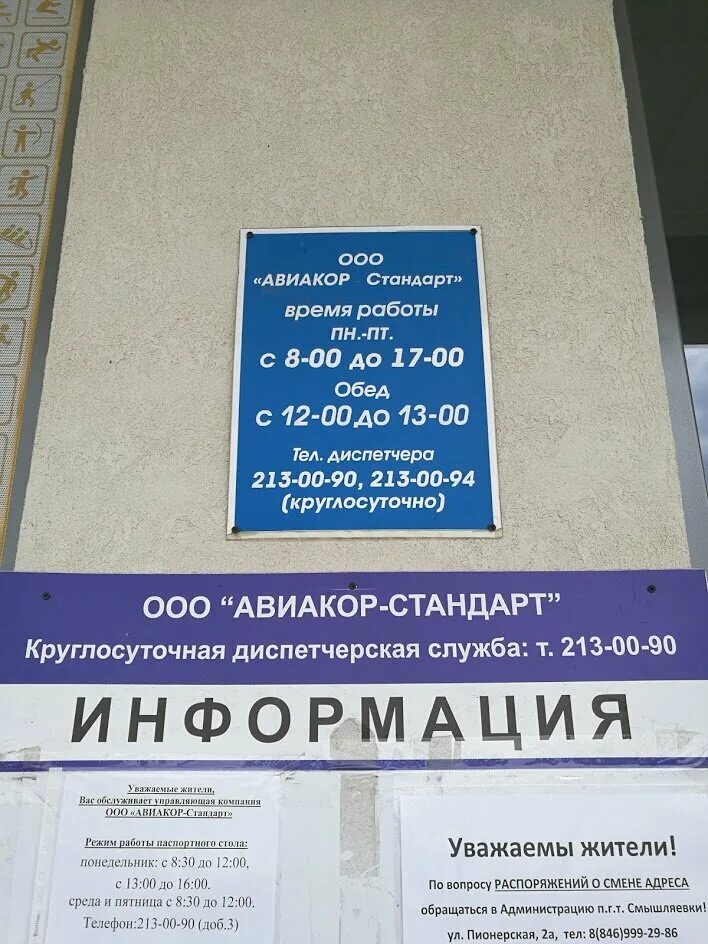 ООО
«АВИАКОР Стандарт»
время работы
ПН.-ПТ.
с 8-00 до 17-00
Обед
с 12-00 до 13-00
Тел. диспетчера
213-00-90, 213-00-94
(круглосуточно)
ООО “АВИАКОР-СТАНДАРТ”
Круглосуточная диспетчерская служба: т. 213-00-90
ИНФОРМАЦИЯ
Уважаемые жители,
Вас обслуживает управляющая компания
ООО «АВИАКОР-Стандарт»
Режим работы паспортного стола:
понедельник: с 8:30 до 12:00,
с 13:00 до 16:00.
среда и пятница с 8:30 до 12:00.
Телефон:213-00-90 (доб.3)
Уважаемы жители!
По вопросу РАСПОРЯЖЕНИЙ О СМЕНЕ АДРЕСА
обращаться в Администрацию п.г.т. Смышляевки!
ул. Пионерская, 2а, тел: 8(846)999-29-86